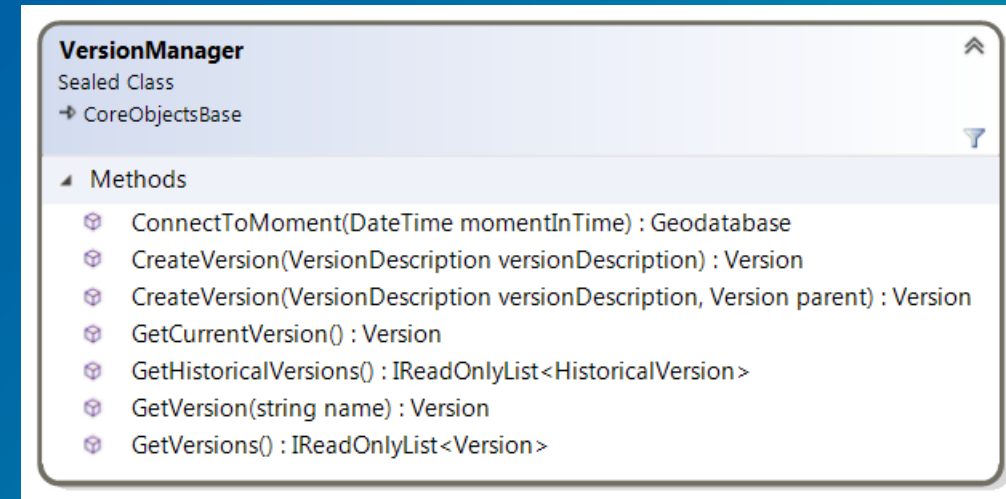 VersionManager
Sealed Class
CoreObjectsBase
Methods
ConnectToMoment(DateTime momentInTime) : Geodatabase
CreateVersion(VersionDescription versionDescription) : Version
CreateVersion(VersionDescription versionDescription, Version parent) : Version
GetCurrentVersion() : Version
GetHistoricalVersions() : IReadOnlyList<HistoricalVersion>
GetVersion(string name) : Version
GetVersions() : IReadOnlyList<Version>